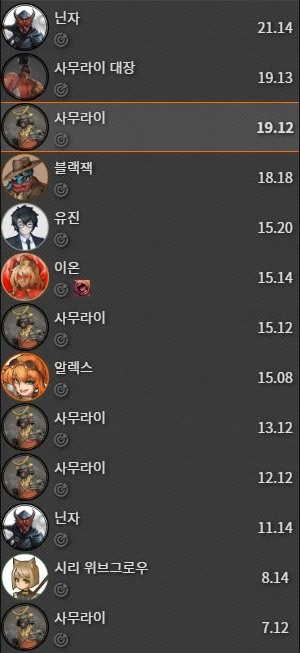 닌자 21.14
사무라이 대장 19.13
사무라이 19.12
블랙잭 18.18
유진 15.20
이온 15.14
사무라이 15.12
알렉스 15.08
사무라이 13.12
사무라이 12.12
닌자 11.14
시리 위브그로우 8.14
사무라이 7.12